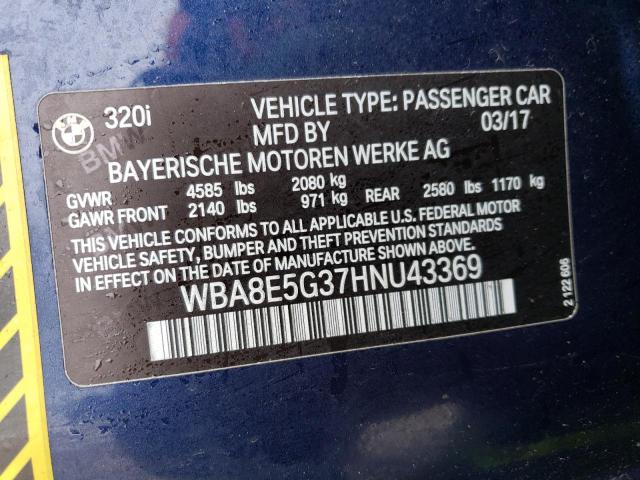 320i
VEHICLE TYPE: PASSENGER CAR
MFD BY 03/17
BAYERISCHE MOTOREN WERKE AG
GVWR 4585 lbs 2080 kg
GAWR FRONT 2140 lbs 971 kg REAR 2580 lbs 1170 kg
THIS VEHICLE CONFORMS TO ALL APPLICABLE U.S. FEDERAL MOTOR
VEHICLE SAFETY, BUMPER AND THEFT PREVENTION STANDARDS
IN EFFECT ON THE DATE OF MANUFACTURE SHOWN ABOVE.
WBA8E5G37HNU43369
2 122 606
BMW